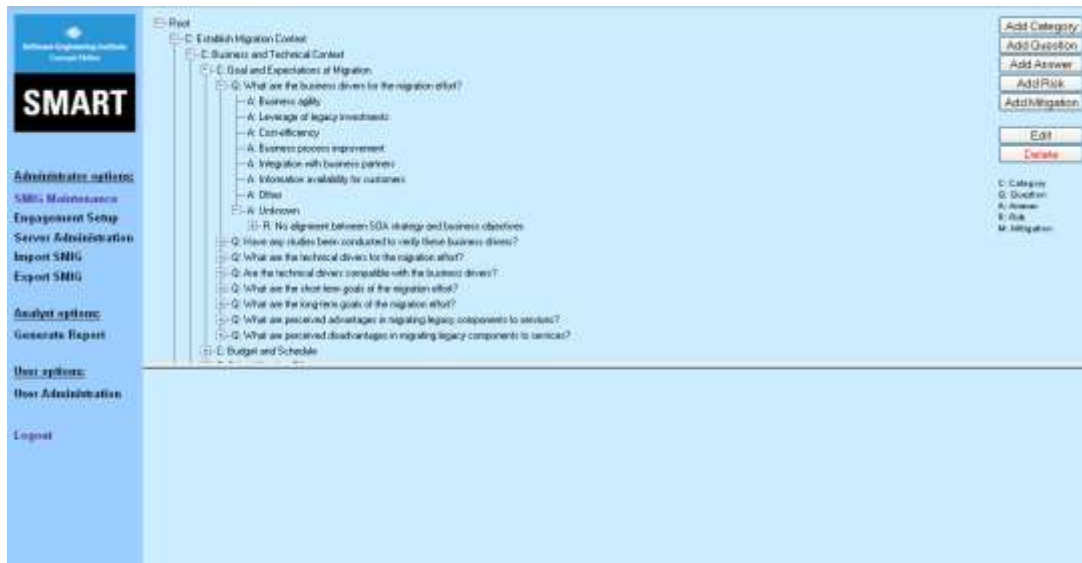 Software Engineering Institute
Carnegie Mellon
SMART
Administrator options:
SMIG Maintenance
Engagement Setup
Server Administration
Import SMIG
Export SMIG
Analyst options:
Generate Report
User options:
User Administration
Logout
Root
C: Establish Migration Context
C: Business and Technical Context
C: Goal and Expectations of Migration
Q: What are the business drivers for the migration effort?
A: Business agility
A: Leverage of legacy investments
A: Cost-efficiency
A: Business process improvement
A: Integration with business partners
A: Information availability for customers
A: Other
A: Unknown
R: No alignment between SOA strategy and business objectives
Q: Have any studies been conducted to verify these business drivers?
Q: What are the technical drivers for the migration effort?
Q: Are the technical drivers compatible with the business drivers?
Q: What are the short-term goals of the migration effort?
Q: What are the long-term goals of the migration effort?
Q: What are perceived advantages in migrating legacy components to services?
Q: What are perceived disadvantages in migrating legacy components to services?
C: Budget and Schedule
Add Category
Add Question
Add Answer
Add Risk
Add Mitigation
Edit
Delete
C: Category
Q: Question
A: Answer
R: Risk
M: Mitigation